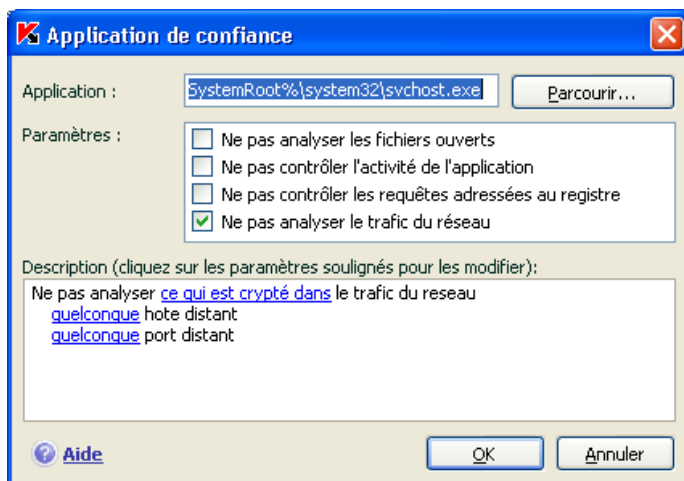 Application de confiance
Application : SystemRoot%\system32\svchost.exe Parcourir...
Paramètres :
Ne pas analyser les fichiers ouverts
Ne pas contrôler l'activité de l'application
Ne pas contrôler les requêtes adressées au registre
Ne pas analyser le trafic du réseau
Description (cliquez sur les paramètres soulignés pour les modifier):
Ne pas analyser ce qui est crypté dans le trafic du reseau
quelconque hote distant
quelconque port distant
Aide OK Annuler